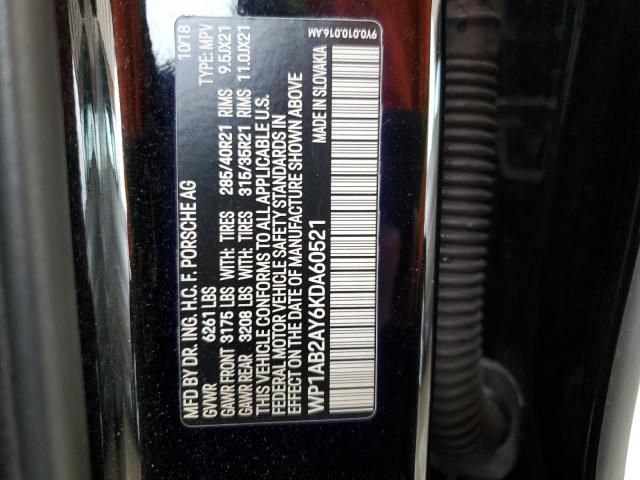 MFD BY DR. ING. H.C. F. PORSCHE AG 10/18
GVWR 6261 LBS TYPE: MPV
GAWR FRONT 3175 LBS WITH: TIRES 285/40R21 RIMS 9.5JX21
GAWR REAR 3208 LBS WITH: TIRES 315/35R21 RIMS 11.0JX21
THIS VEHICLE CONFORMS TO ALL APPLICABLE U.S.
FEDERAL MOTOR VEHICLE SAFETY STANDARDS IN
EFFECT ON THE DATE OF MANUFACTURE SHOWN ABOVE
WP1AB2AY6KDA60521 MADE IN SLOVAKIA
9Y0.010.016.AM